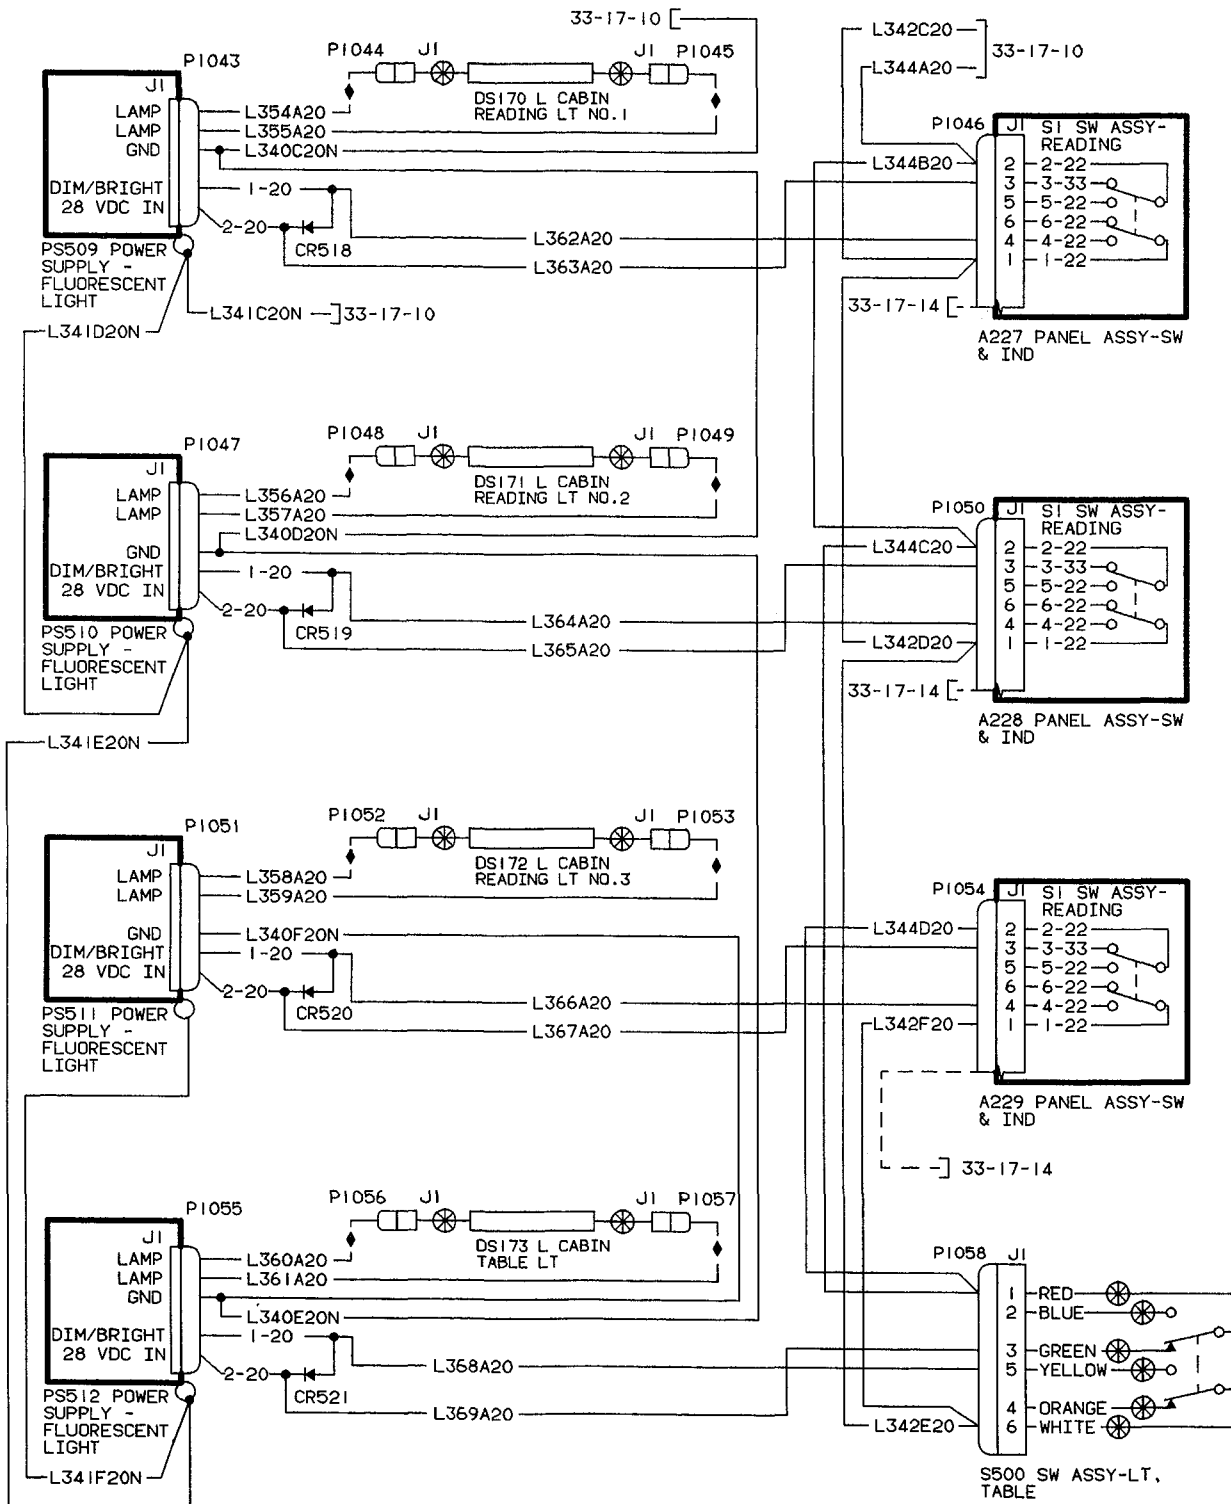 33-17-10
L342C20
33-17-10
L344A20
P1043
P1044
J1
J1
P1045
J1
LAMP
LAMP
GND
DIM/BRIGHT
28 VDC IN
L354A20
L355A20
L340C20N
1-20
2-20
CR518
DS170 L CABIN
READING LT NO.1
L362A20
L363A20
PS509 POWER
SUPPLY -
FLUORESCENT
LIGHT
L341C20N
33-17-10
L341D20N
P1046
J1
S1 SW ASSY-
READING
L344B20
2
2-22
3
3-33
5
5-22
6
6-22
4
4-22
1
1-22
33-17-14
A227 PANEL ASSY-SW
& IND
P1047
P1048
J1
J1
P1049
J1
LAMP
LAMP
GND
DIM/BRIGHT
28 VDC IN
L356A20
L357A20
L340D20N
1-20
2-20
CR519
DS171 L CABIN
READING LT NO.2
L364A20
L365A20
PS510 POWER
SUPPLY -
FLUORESCENT
LIGHT
L341E20N
P1050
J1
S1 SW ASSY-
READING
L344C20
2
2-22
3
3-33
5
5-22
6
6-22
4
4-22
L342D20
1
1-22
33-17-14
A228 PANEL ASSY-SW
& IND
P1051
P1052
J1
J1
P1053
J1
LAMP
LAMP
GND
DIM/BRIGHT
28 VDC IN
L358A20
L359A20
L340F20N
1-20
2-20
CR520
DS172 L CABIN
READING LT NO.3
L366A20
L367A20
PS511 POWER
SUPPLY -
FLUORESCENT
LIGHT
P1054
J1
S1 SW ASSY-
READING
L344D20
2
2-22
3
3-33
5
5-22
6
6-22
4
4-22
L342F20
1
1-22
A229 PANEL ASSY-SW
& IND
33-17-14
P1055
P1056
J1
J1
P1057
J1
LAMP
LAMP
GND
DIM/BRIGHT
28 VDC IN
L360A20
L361A20
L340E20N
1-20
2-20
CR521
DS173 L CABIN
TABLE LT
L368A20
L369A20
PS512 POWER
SUPPLY -
FLUORESCENT
LIGHT
L341F20N
P1058
J1
1
RED
2
BLUE
3
GREEN
5
YELLOW
4
ORANGE
L342E20
6
WHITE
S500 SW ASSY-LT,
TABLE